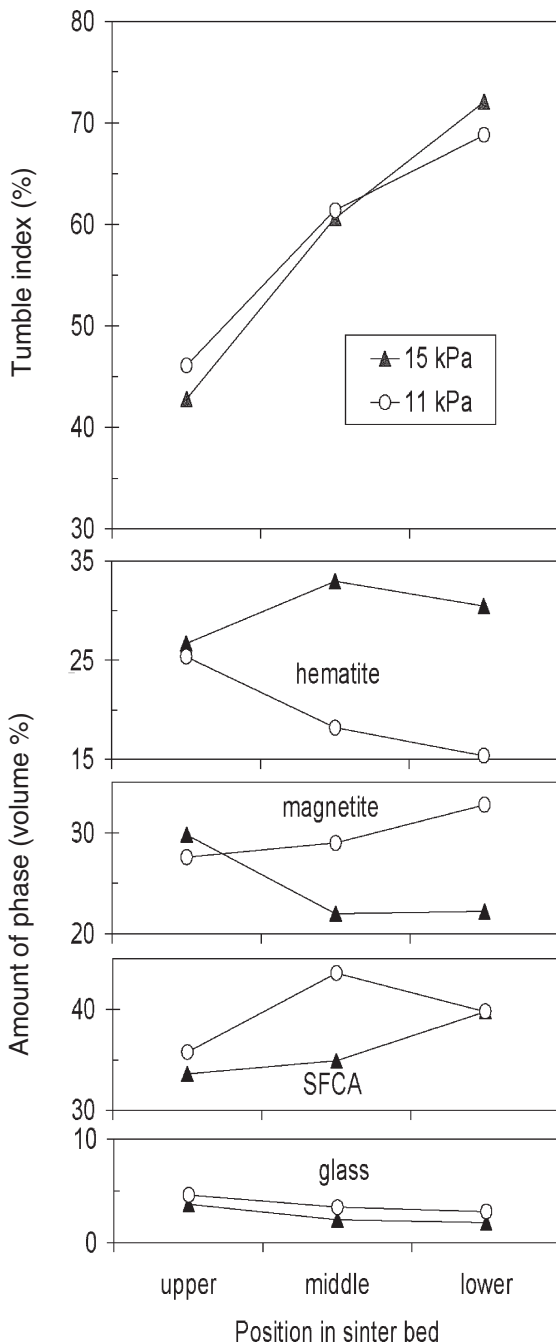 80
70
60
50
40
30
Tumble index (%)
15 kPa
11 kPa
35
25
15
hematite
30
20
magnetite
40
30
SFCA
10
0
glass
Amount of phase (volume %)
upper middle lower
Position in sinter bed